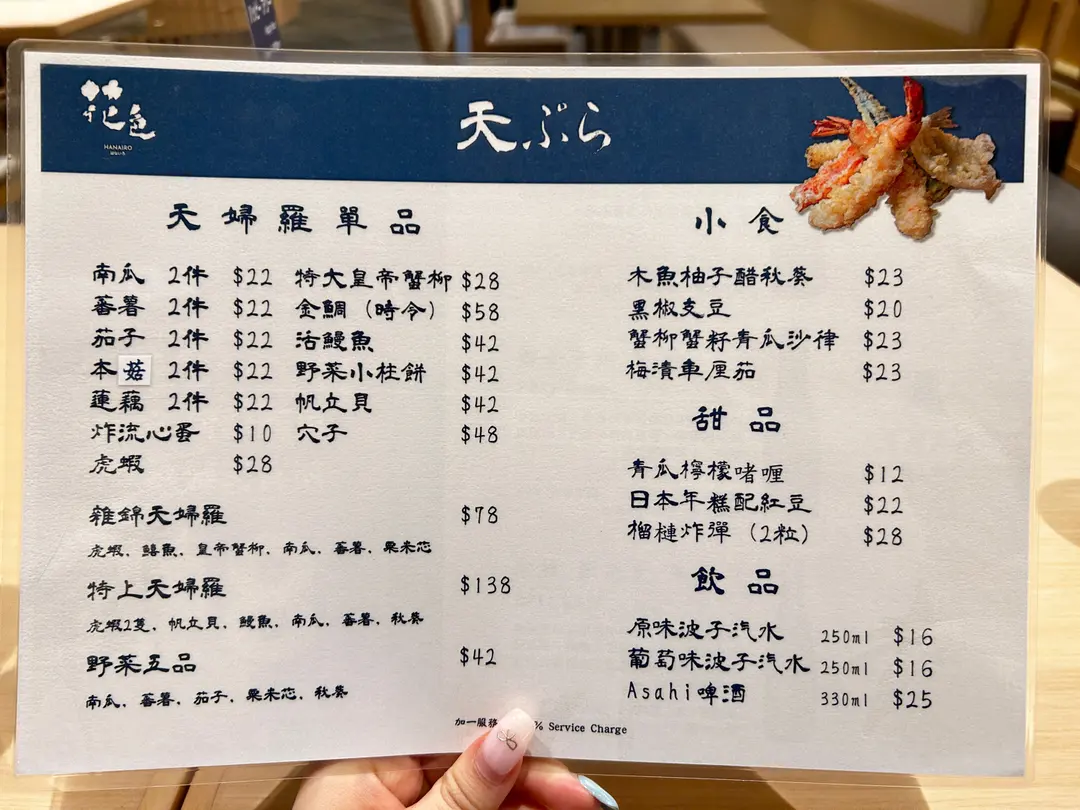 花色
HANAIRO
はないろ
天ぷら
天婦羅單品
南瓜 2件 $22
蕃薯 2件 $22
茄子 2件 $22
本菇 2件 $22
蓮藕 2件 $22
炸流心蛋 $10
虎蝦 $28
特大皇帝蟹柳 $28
金鯛（時令） $58
活鰻魚 $42
野菜小柱餅 $42
帆立貝 $42
穴子 $48
雜錦天婦羅 $78
虎蝦．鱚魚．皇帝蟹柳．南瓜．蕃薯．粟米芯
特上天婦羅 $138
虎蝦2隻．帆立貝．鱚魚．南瓜．蕃薯．秋葵
野菜五品 $42
南瓜．蕃薯．茄子．粟米芯．秋葵
小食
木魚柚子醋秋葵 $23
黑椒支豆 $20
蟹柳蟹籽青瓜沙律 $23
梅漬車厘茄 $23
甜品
青瓜檸檬啫喱 $12
日本年糕配紅豆 $22
榴槤炸彈（2粒） $28
飲品
原味波子汽水 250ml $16
葡萄味波子汽水 250ml $16
Asahi啤酒 330ml $25
加一服務 % Service Charge